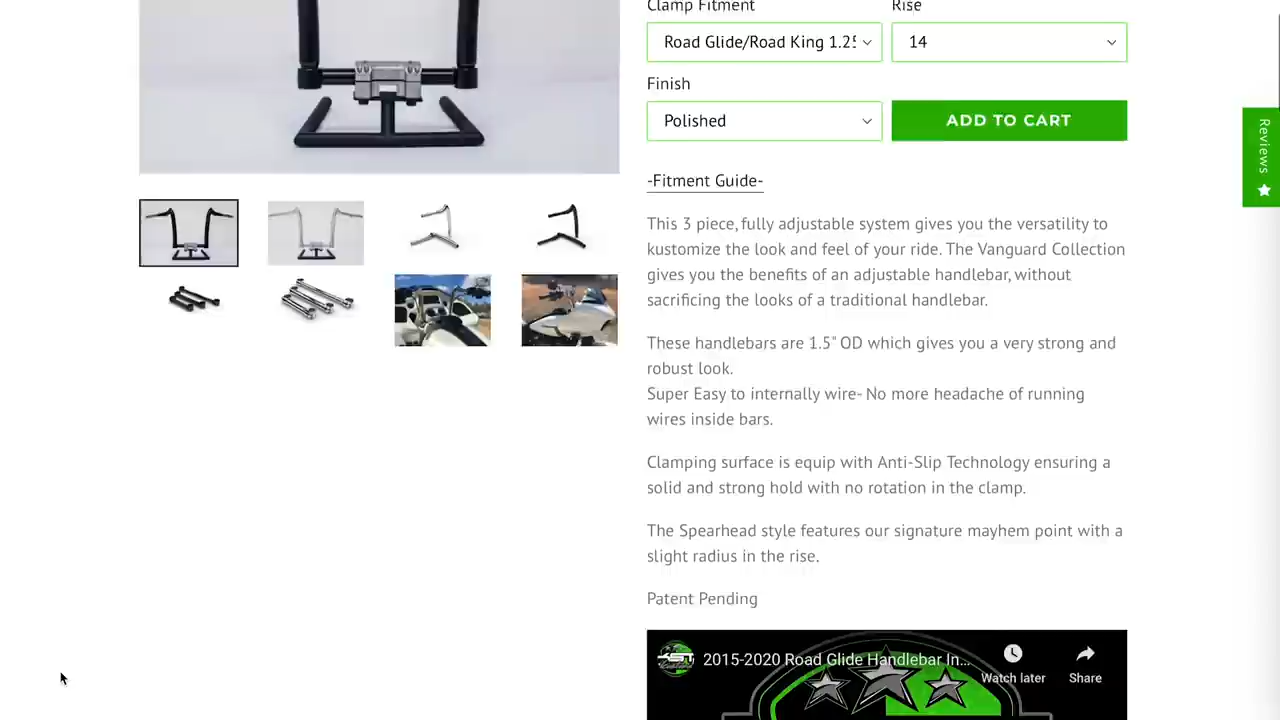 Clamp Fitment
Rise
Road Glide/Road King 1.25
14
Finish
Polished
ADD TO CART
Reviews
-Fitment Guide-
This 3 piece, fully adjustable system gives you the versatility to
kustomize the look and feel of your ride. The Vanguard Collection
gives you the benefits of an adjustable handlebar, without
sacrificing the looks of a traditional handlebar.
These handlebars are 1.5" OD which gives you a very strong and
robust look.
Super Easy to internally wire- No more headache of running
wires inside bars.
Clamping surface is equip with Anti-Slip Technology ensuring a
solid and strong hold with no rotation in the clamp.
The Spearhead style features our signature mayhem point with a
slight radius in the rise.
Patent Pending
KST
2015-2020 Road Glide Handlebar In...
Watch later
Share